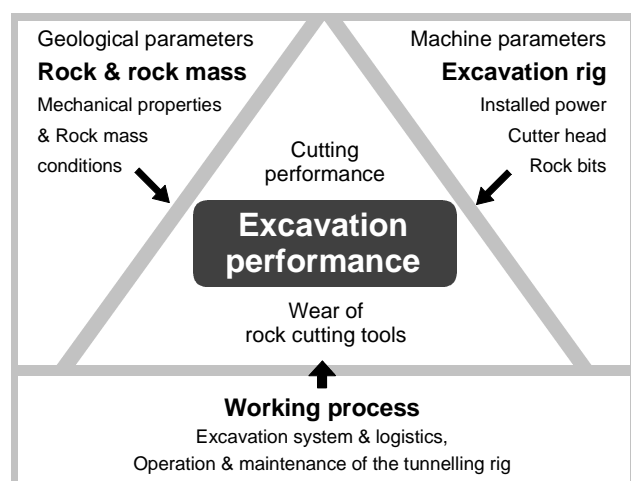 Geological parameters
Rock & rock mass
Mechanical properties
& Rock mass
conditions
Machine parameters
Excavation rig
Installed power
Cutter head
Rock bits
Cutting
performance
Excavation
performance
Wear of
rock cutting tools
Working process
Excavation system & logistics,
Operation & maintenance of the tunnelling rig